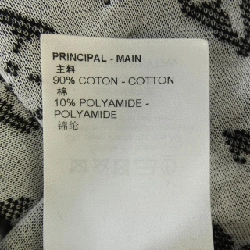 PRINCIPAL - MAIN
主料
90% COTON - COTTON
棉
10% POLYAMIDE -
POLYAMIDE
锦纶